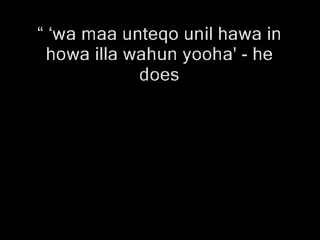 “ ‘wa maa unteqo unil hawa in
howa illa wahun yooha' - he
does